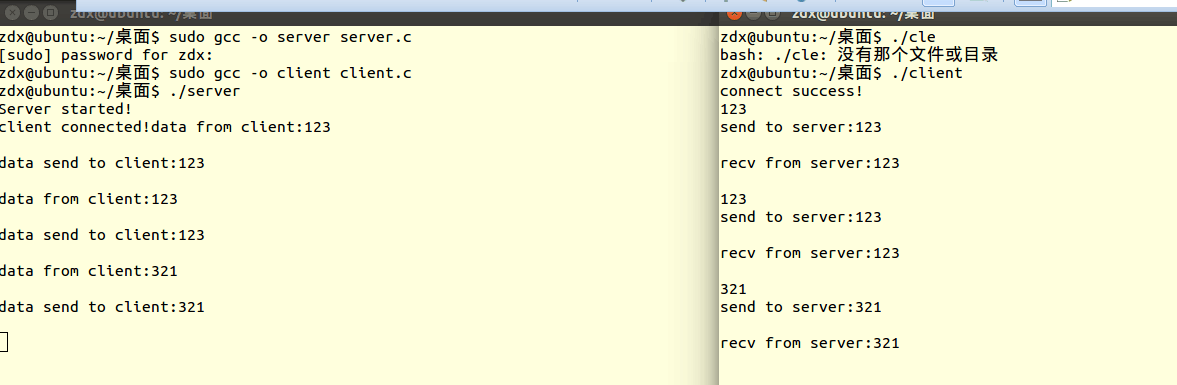 zdx@ubuntu: ~/桌面
zdx@ubuntu:~/桌面$ sudo gcc -o server server.c
[sudo] password for zdx:
zdx@ubuntu:~/桌面$ sudo gcc -o client client.c
zdx@ubuntu:~/桌面$ ./server
Server started!
client connected!data from client:123
data send to client:123
data from client:123
data send to client:123
data from client:321
data send to client:321
zdx@ubuntu: ~/桌面
zdx@ubuntu:~/桌面$ ./cle
bash: ./cle: 没有那个文件或目录
zdx@ubuntu:~/桌面$ ./client
connect success!
123
send to server:123
recv from server:123
123
send to server:123
recv from server:123
321
send to server:321
recv from server:321